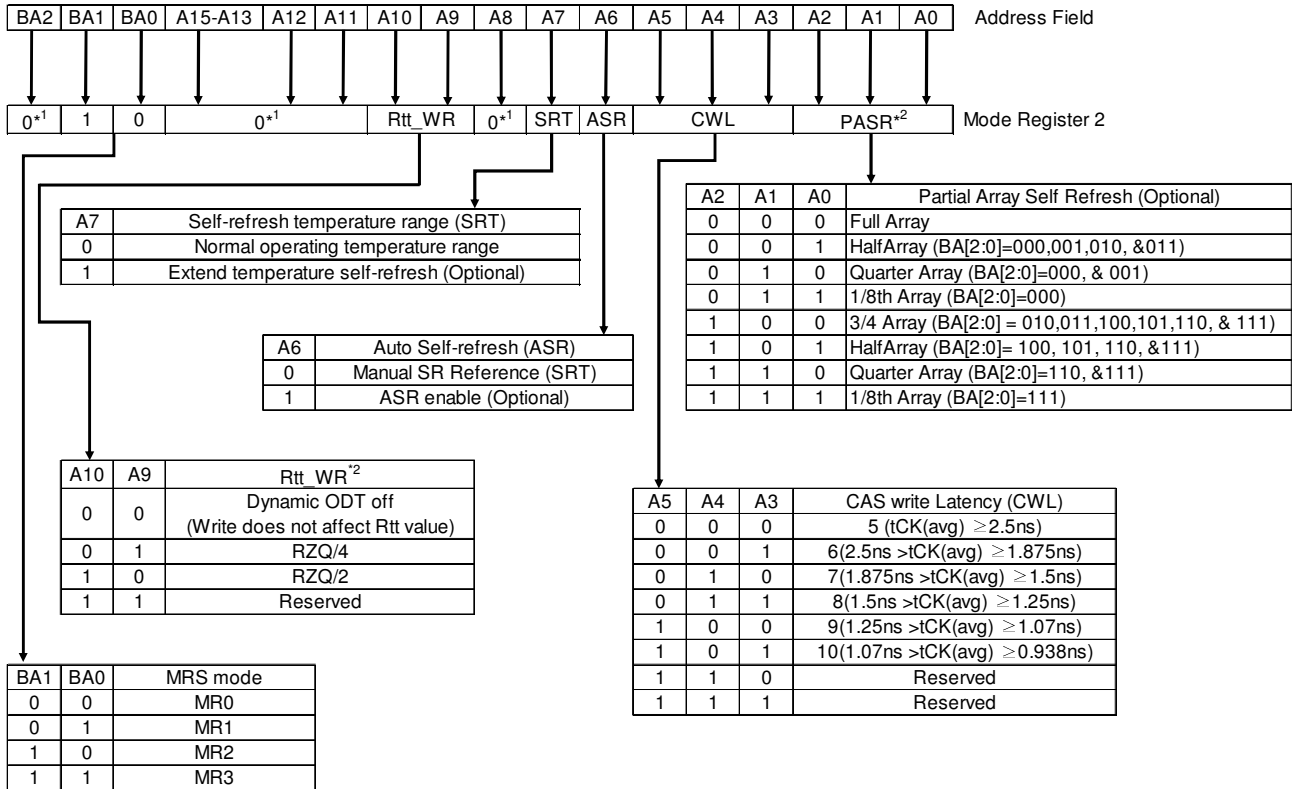 BA2 BA1 BA0 A15-A13 A12 A11 A10 A9 A8 A7 A6 A5 A4 A3 A2 A1 A0 Address Field
0*1 1 0 0*1 Rtt_WR 0*1 SRT ASR CWL PASR*2 Mode Register 2
A7 Self-refresh temperature range (SRT)
0 Normal operating temperature range
1 Extend temperature self-refresh (Optional)
A2 A1 A0 Partial Array Self Refresh (Optional)
0 0 0 Full Array
0 0 1 HalfArray (BA[2:0]=000,001,010, &011)
0 1 0 Quarter Array (BA[2:0]=000, & 001)
0 1 1 1/8th Array (BA[2:0]=000)
1 0 0 3/4 Array (BA[2:0] = 010,011,100,101,110, & 111)
1 0 1 HalfArray (BA[2:0]= 100, 101, 110, &111)
1 1 0 Quarter Array (BA[2:0]=110, &111)
1 1 1 1/8th Array (BA[2:0]=111)
A6 Auto Self-refresh (ASR)
0 Manual SR Reference (SRT)
1 ASR enable (Optional)
A10 A9 Rtt_WR*2
0 0 Dynamic ODT off
(Write does not affect Rtt value)
0 1 RZQ/4
1 0 RZQ/2
1 1 Reserved
A5 A4 A3 CAS write Latency (CWL)
0 0 0 5 (tCK(avg) ≥2.5ns)
0 0 1 6(2.5ns >tCK(avg) ≥1.875ns)
0 1 0 7(1.875ns >tCK(avg) ≥1.5ns)
0 1 1 8(1.5ns >tCK(avg) ≥1.25ns)
1 0 0 9(1.25ns >tCK(avg) ≥1.07ns)
1 0 1 10(1.07ns >tCK(avg) ≥0.938ns)
1 1 0 Reserved
1 1 1 Reserved
BA1 BA0 MRS mode
0 0 MR0
0 1 MR1
1 0 MR2
1 1 MR3